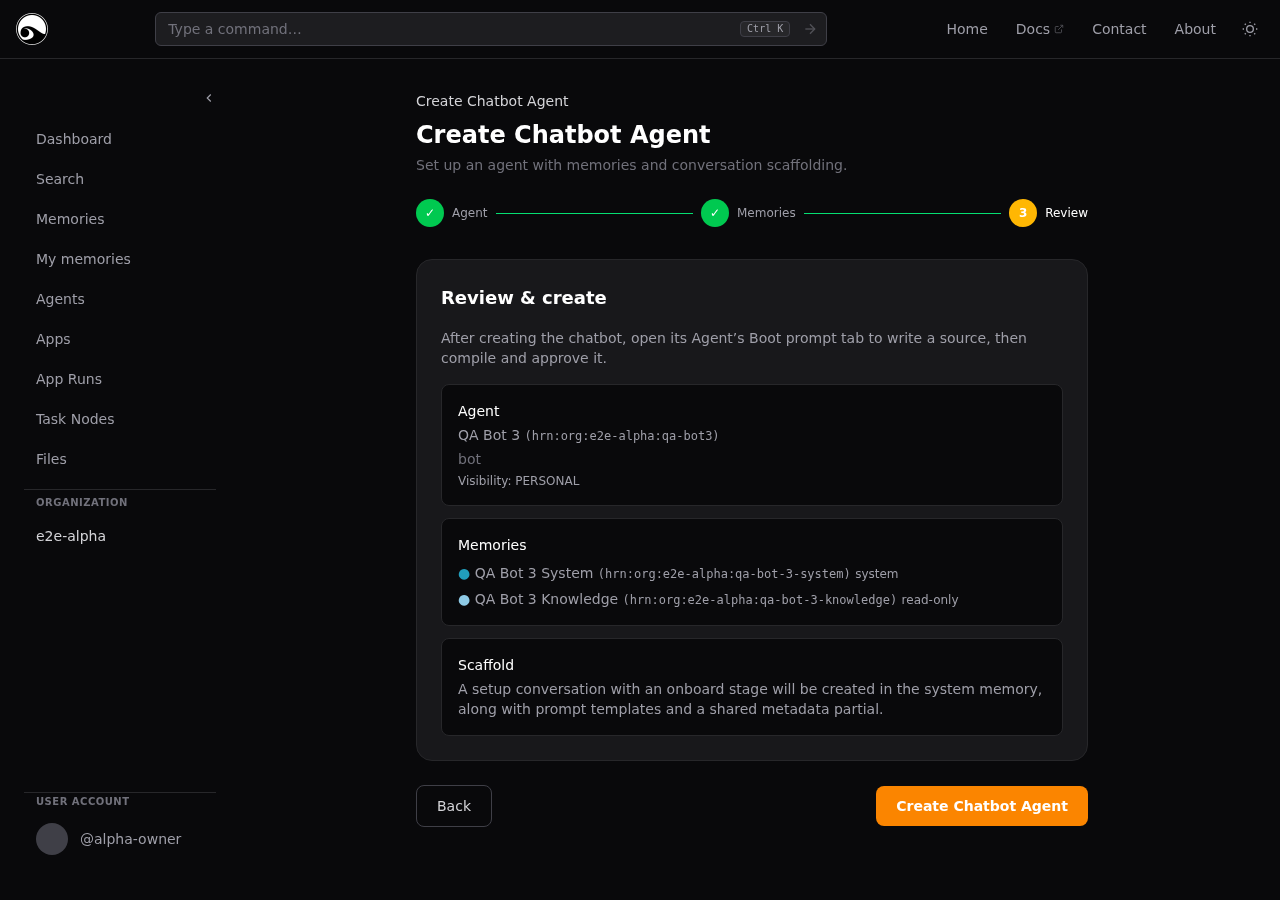 Type a command...
Ctrl K
Home
Docs
Contact
About
Dashboard
Search
Memories
My memories
Agents
Apps
App Runs
Task Nodes
Files
ORGANIZATION
e2e-alpha
USER ACCOUNT
@alpha-owner
Create Chatbot Agent
Create Chatbot Agent
Set up an agent with memories and conversation scaffolding.
✓ Agent
✓ Memories
3 Review
Review & create
After creating the chatbot, open its Agent’s Boot prompt tab to write a source, then
compile and approve it.
Agent
QA Bot 3 (hrn:org:e2e-alpha:qa-bot3)
bot
Visibility: PERSONAL
Memories
QA Bot 3 System (hrn:org:e2e-alpha:qa-bot-3-system) system
QA Bot 3 Knowledge (hrn:org:e2e-alpha:qa-bot-3-knowledge) read-only
Scaffold
A setup conversation with an onboard stage will be created in the system memory,
along with prompt templates and a shared metadata partial.
Back
Create Chatbot Agent